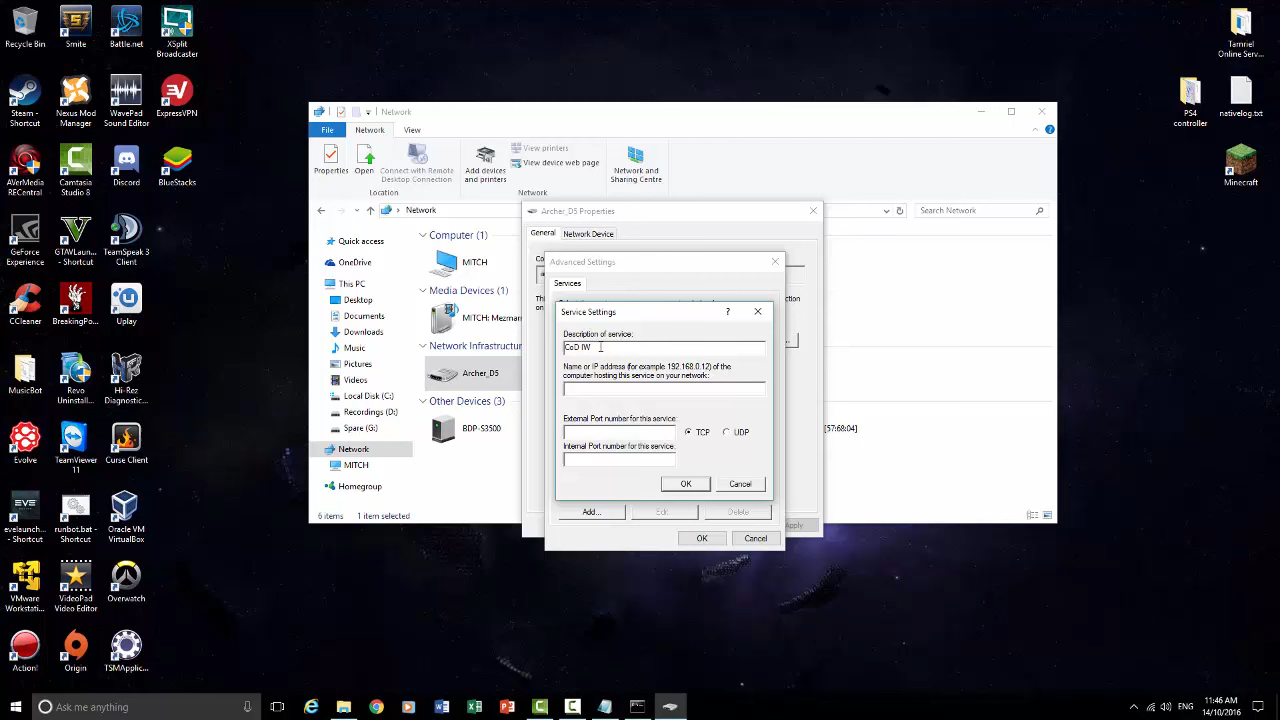 Recycle Bin
Smite
Battle.net
XSplit Broadcaster
Steam - Shortcut
Nexus Mod Manager
WavePad Sound Editor
ExpressVPN
AVerMedia RECentral
Camtasia Studio 8
Discord
BlueStacks
GeForce Experience
GTAVLaun... - Shortcut
TeamSpeak 3 Client
CCleaner
BreakingPo...
Uplay
MusicBot
Revo Uninstall...
Hi-Rez Diagnostic...
Evolve
TeamViewer 11
Curse Client
evelaunch... - Shortcut
runbot.bat - Shortcut
Oracle VM VirtualBox
VMware Workstati...
VideoPad Video Editor
Overwatch
Action!
Origin
TSMApplic...
Tamriel Online Serv...
PS4 controller
nativelog.txt
Minecraft
Network
File
Network
View
Properties
Open
Connect with Remote Desktop Connection
Location
Add devices and printers
View printers
View device web page
Network
Network and Sharing Centre
Network
Search Network
Quick access
OneDrive
This PC
Desktop
Documents
Downloads
Music
Pictures
Videos
Local Disk (C:)
Recordings (D:)
Spare (G:)
Network
MITCH
Homegroup
Computer (1)
MITCH
Media Devices (1)
MITCH: Mezman
Network Infrastructur
Archer_D5
Other Devices (3)
BDP-S3500
[57:68:04]
6 items
1 item selected
Archer_D5 Properties
General
Network Device
Apply
Advanced Settings
Services
Service Settings
Description of service:
CoD IW
Name or IP address (for example 192.168.0.12) of the
computer hosting this service on your network:
External Port number for this service:
TCP
UDP
Internal Port number for this service:
OK
Cancel
Add...
Edit...
Delete
OK
Cancel
Ask me anything
11:46 AM
14/10/2016